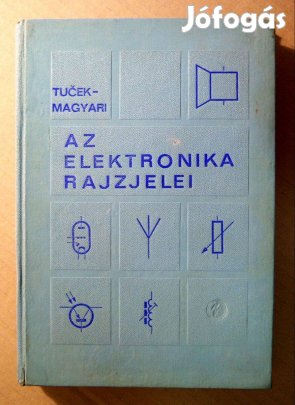 Jófogás
TUČEK-
MAGYARI
AZ
ELEKTRONIKA
RAJZJELEI